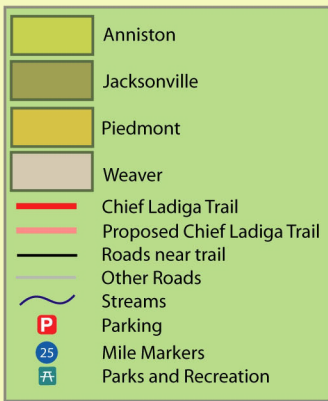 Anniston
Jacksonville
Piedmont
Weaver
Chief Ladiga Trail
Proposed Chief Ladiga Trail
Roads near trail
Other Roads
Streams
P Parking
25 Mile Markers
Parks and Recreation